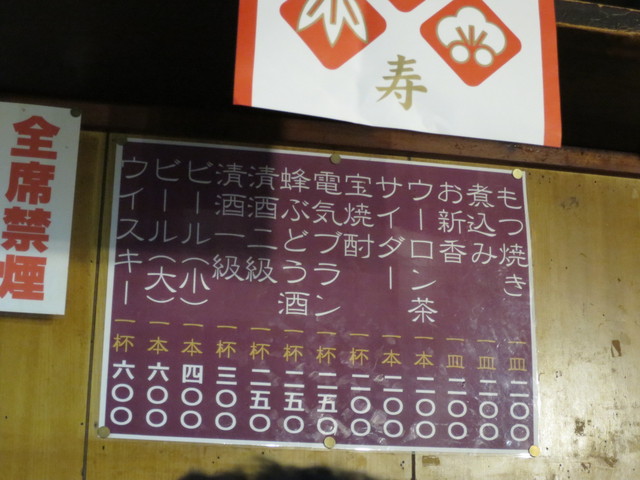 寿
もつ焼き 一皿 二〇〇
煮込み 一皿 二〇〇
お新香 一皿 二〇〇
ウーロン茶 一本 二〇〇
サイダー 一本 二〇〇
宝焼酎 一杯 二〇〇
電気ブラン 一杯 二五〇
蜂ぶどう酒 一杯 二五〇
清酒二級 一杯 二五〇
清酒一級 一杯 三〇〇
ビール(小) 一本 四〇〇
ビール(大) 一本 六〇〇
ウイスキー 一杯 六〇〇
全席禁煙